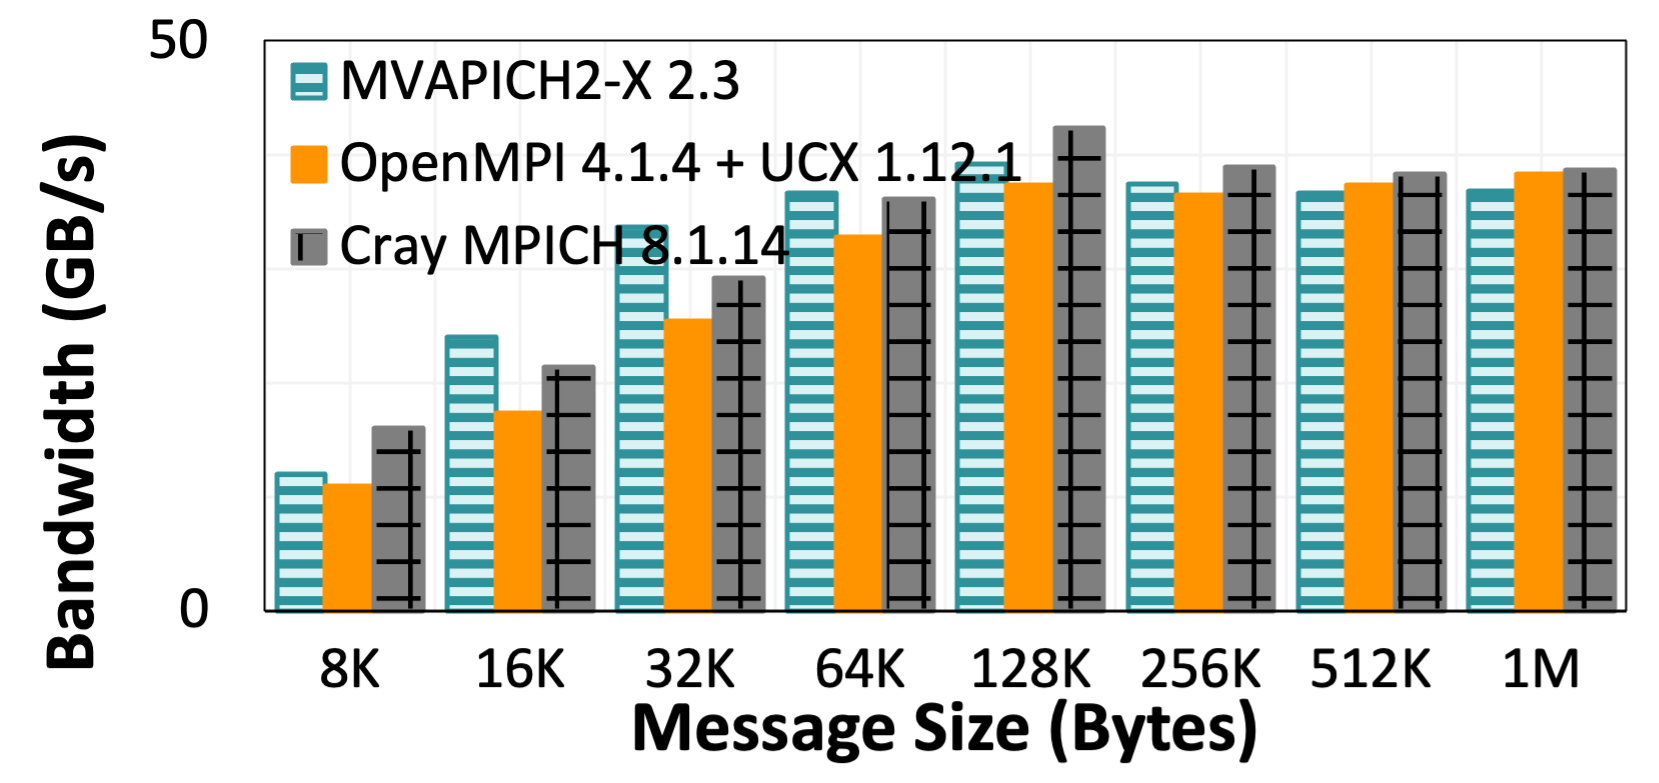 50
MVAPICH2-X 2.3
OpenMPI 4.1.4 + UCX 1.12.1
Cray MPICH 8.1.14
Bandwidth (GB/s)
0
8K 16K 32K 64K 128K 256K 512K 1M
Message Size (Bytes)